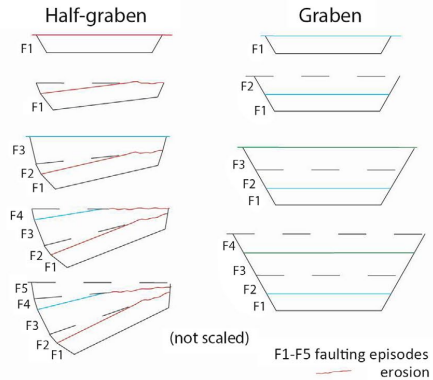 Half-graben
Graben
F1
F1
F1
F2
F1
F3
F2
F1
F3
F2
F1
F4
F3
F2
F1
F4
F3
F2
F1
F5
F4
F3
F2
F1
(not scaled)
F1-F5 faulting episodes
erosion